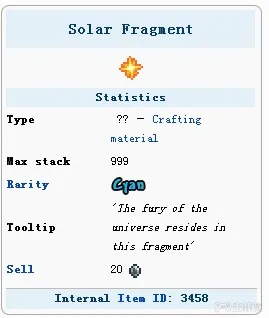 Solar Fragment
Statistics
Type ?? – Crafting
material
Max stack 999
Rarity Cyan
'The fury of the
Tooltip universe resides in
this fragment'
Sell 20
Internal Item ID: 3458